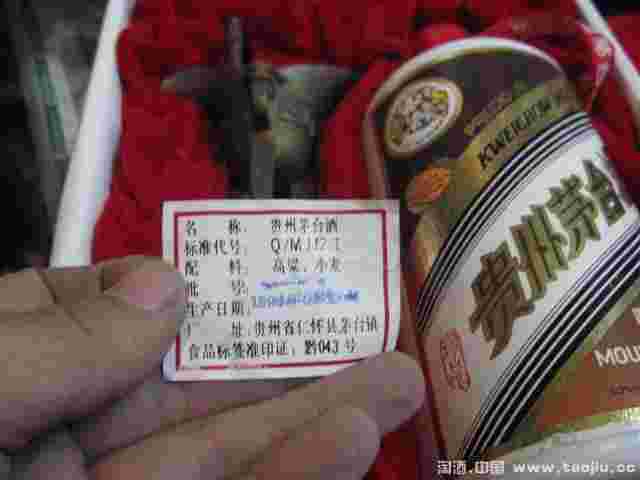 名 称: 贵州茅台酒
标准代号: Q/MJJ2.1
配 料: 高粱、小麦
批 号:
生产日期:
厂 址: 贵州省仁怀县茅台镇
食品标签准印证: 黔043号
KWEICHOW
贵州茅台
MOU
淘酒.中国 www.taojiu.cc